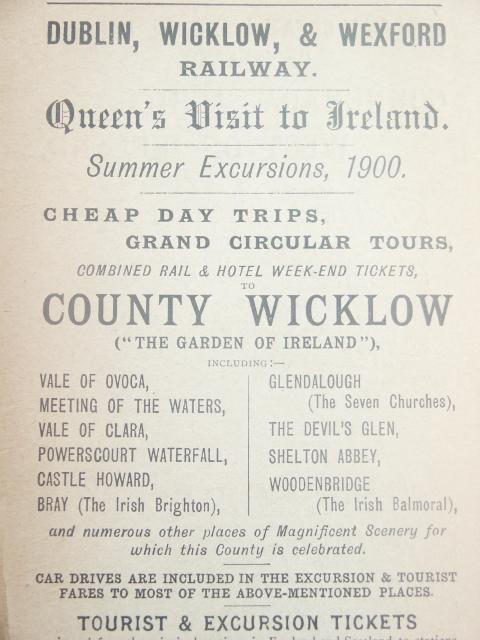 DUBLIN, WICKLOW, & WEXFORD
RAILWAY.
Queen's Visit to Ireland.
Summer Excursions, 1900.
CHEAP DAY TRIPS,
GRAND CIRCULAR TOURS,
COMBINED RAIL & HOTEL WEEK-END TICKETS,
TO
COUNTY WICKLOW
("THE GARDEN OF IRELAND"),
INCLUDING:—
VALE OF OVOCA,
MEETING OF THE WATERS,
VALE OF CLARA,
POWERSCOURT WATERFALL,
CASTLE HOWARD,
BRAY (The Irish Brighton),
GLENDALOUGH
(The Seven Churches),
THE DEVIL'S GLEN,
SHELTON ABBEY,
WOODENBRIDGE
(The Irish Balmoral),
and numerous other places of Magnificent Scenery for
which this County is celebrated.
CAR DRIVES ARE INCLUDED IN THE EXCURSION & TOURIST
FARES TO MOST OF THE ABOVE-MENTIONED PLACES.
TOURIST & EXCURSION TICKETS